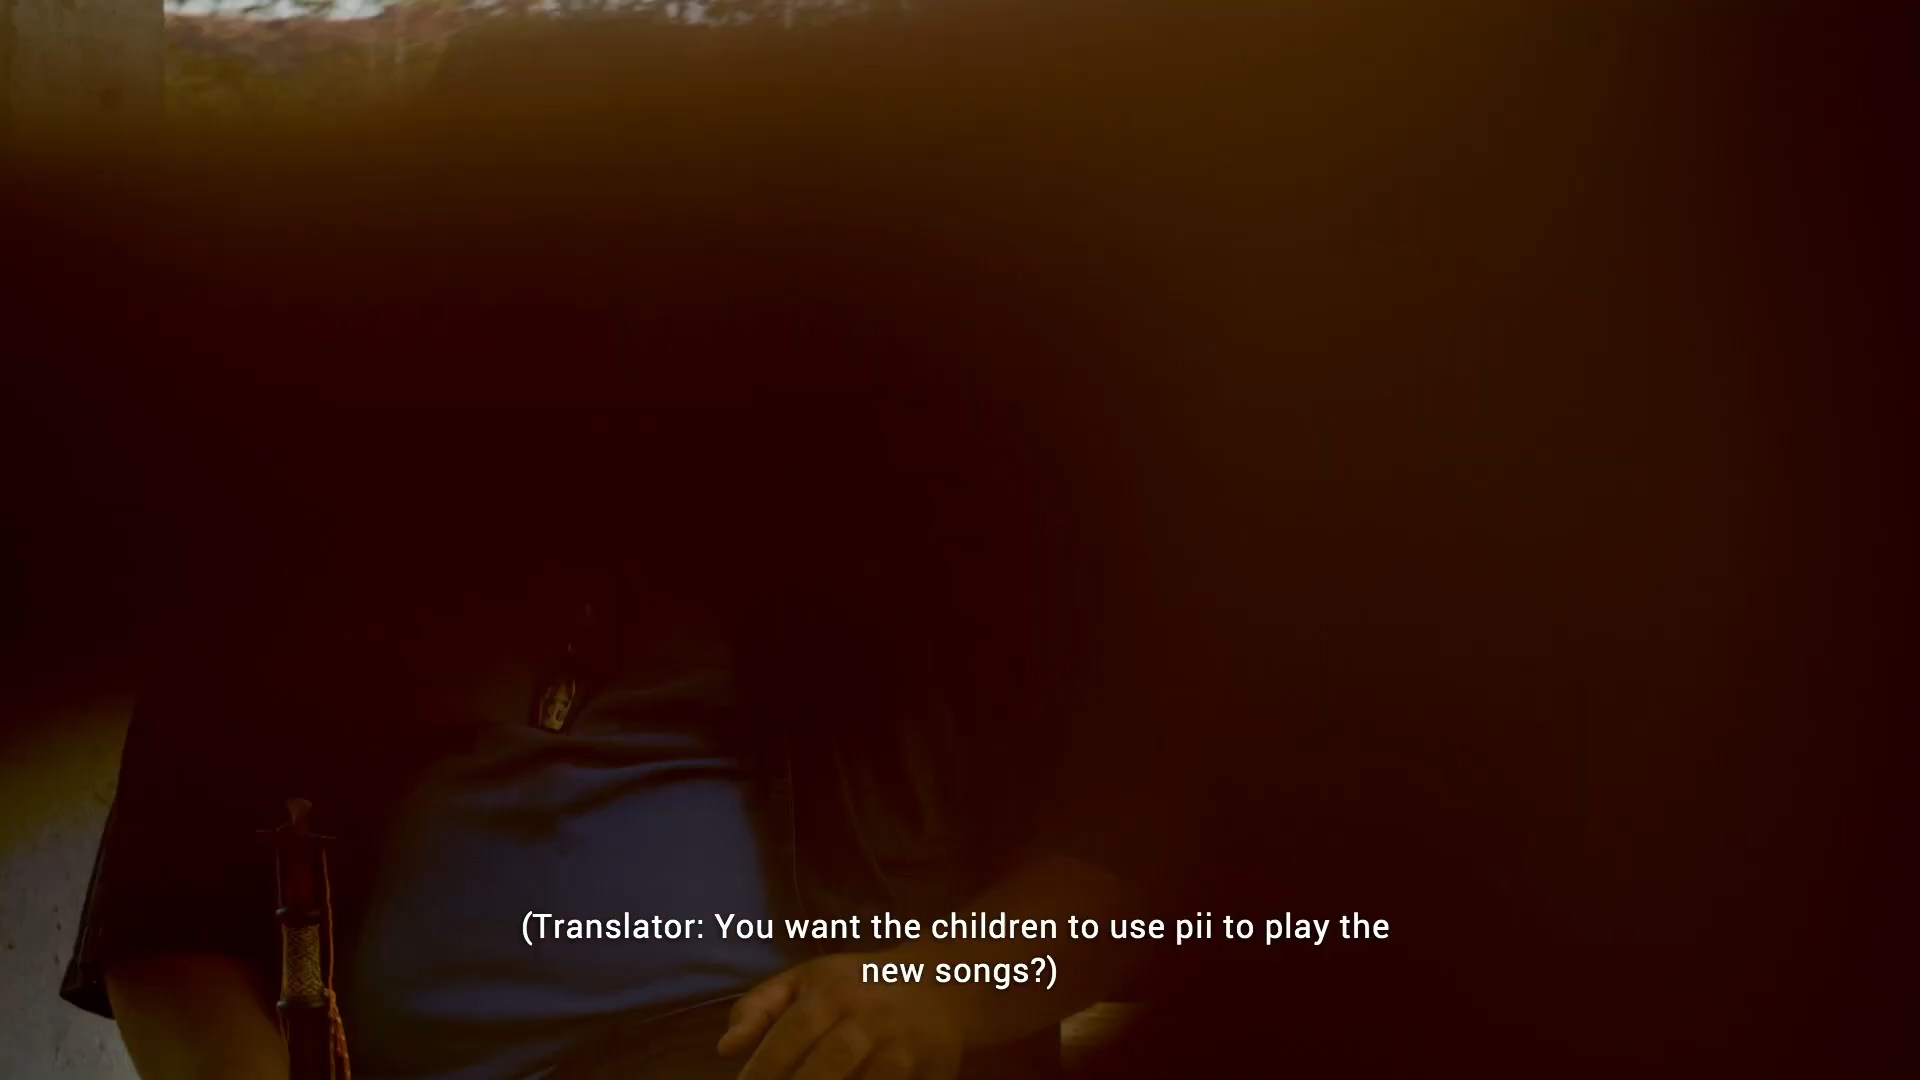 (Translator: You want the children to use pii to play the
new songs?)